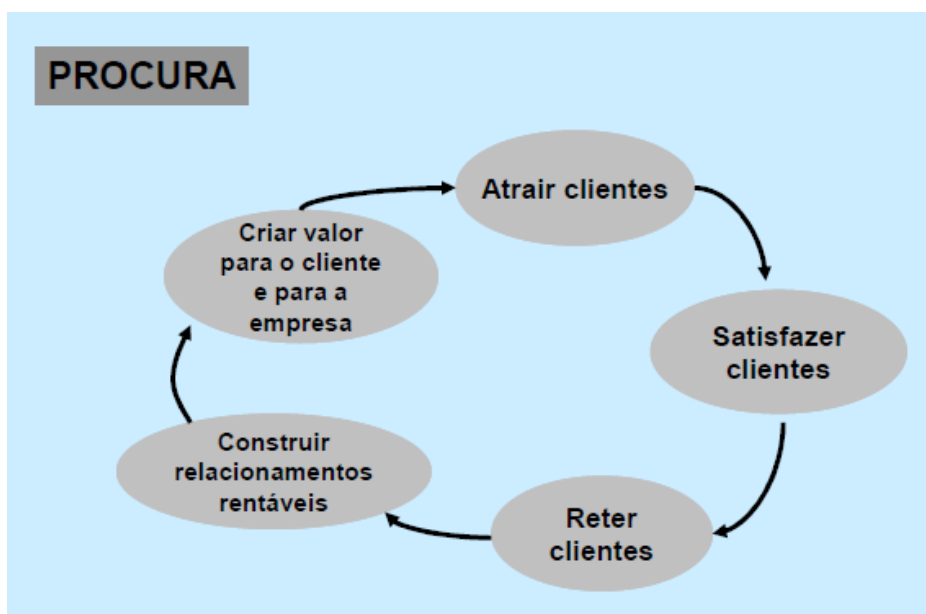 PROCURA
Atrair clientes
Satisfazer
clientes
Reter
clientes
Construir
relacionamentos
rentáveis
Criar valor
para o cliente
e para a
empresa